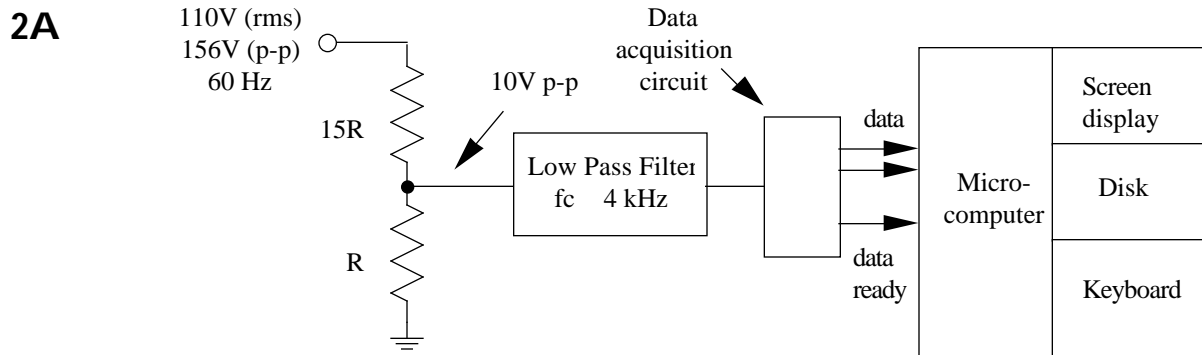 2A
110V (rms)
156V (p-p)
60 Hz
15R
R
10V p-p
Low Pass Filter
fc 4 kHz
Data
acquisition
circuit
data
data
ready
Micro-
computer
Screen
display
Disk
Keyboard